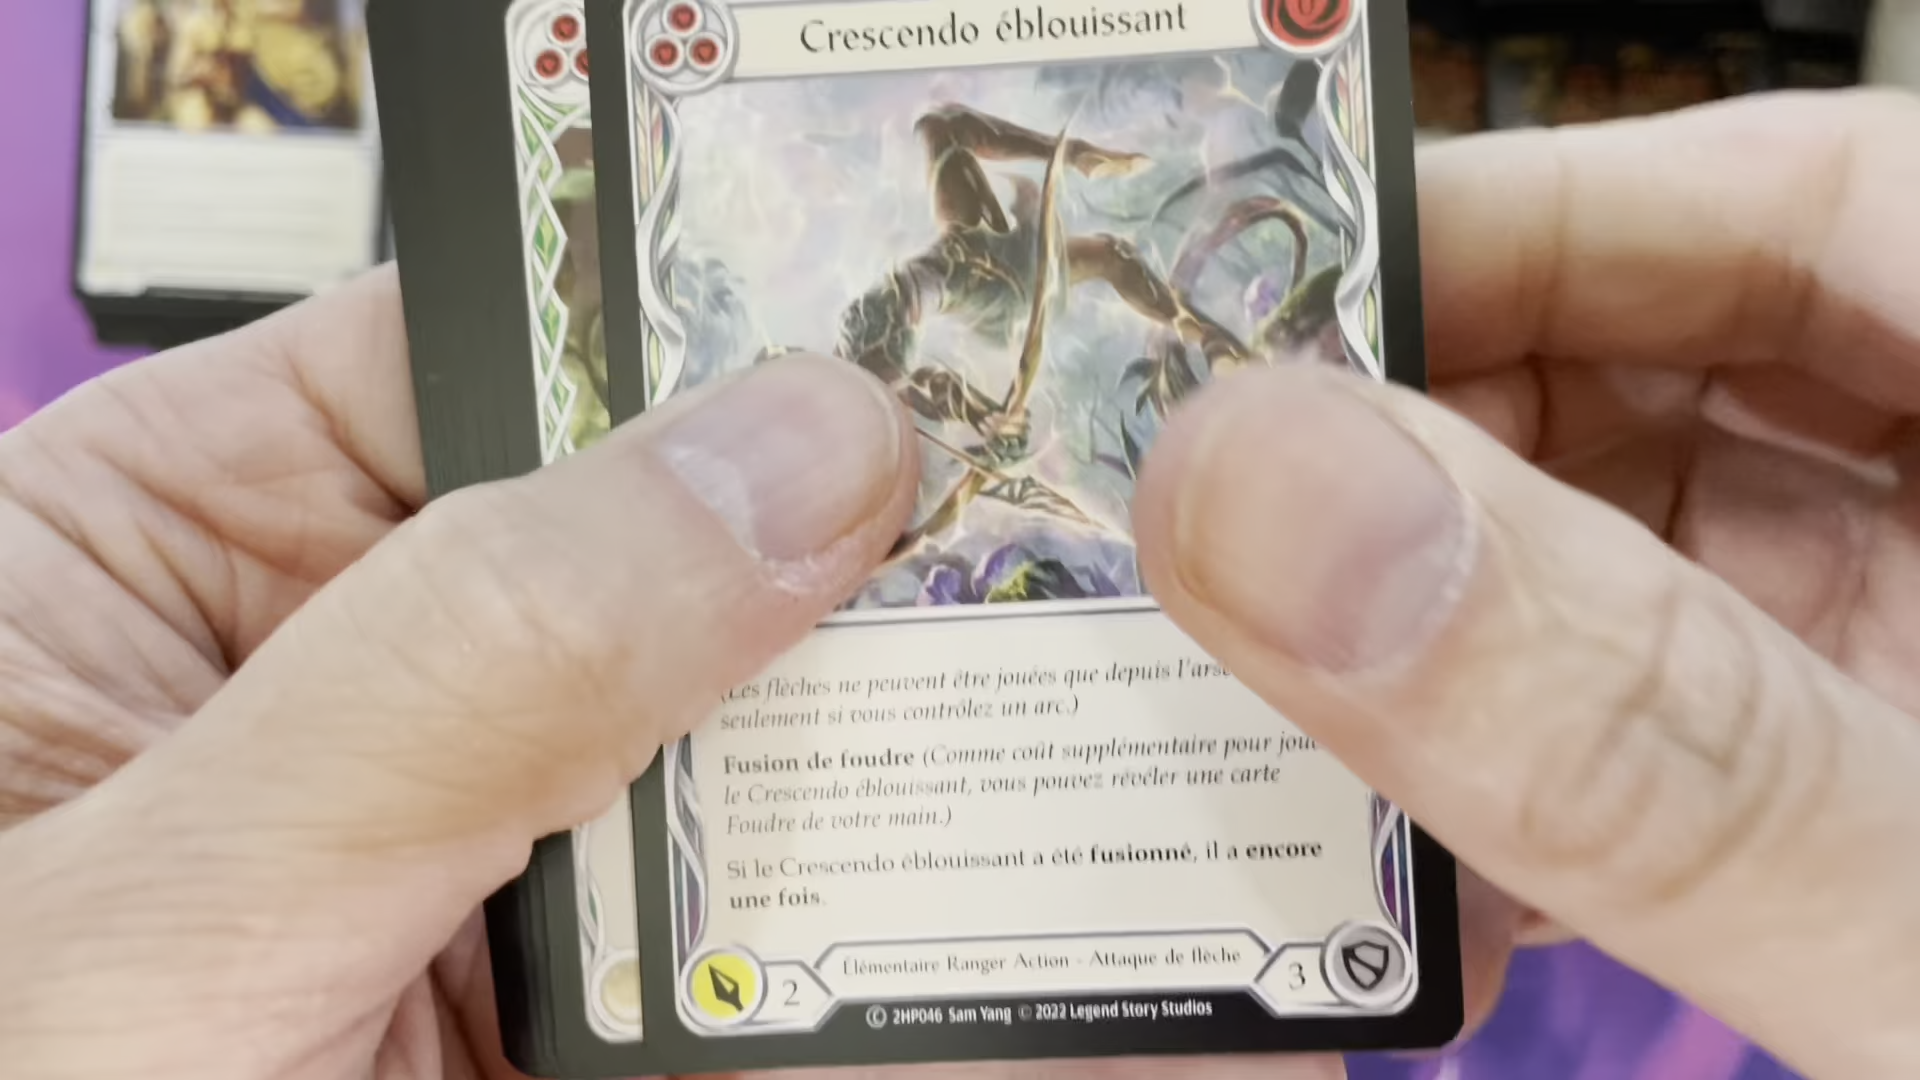 Crescendo éblouissant
0
(Les flèches ne peuvent être jouées que depuis
seulement si vous contrôlez un arc.)
Fusion de foudre (Comme coût supplémentaire pour
le Crescendo éblouissant, vous pouvez révéler une carte
Foudre de votre main.)
Si le Crescendo éblouissant a été fusionné, il a encore
une fois.
2
Élémentaire Ranger Action - Attaque de flèche
3
© 2HP046 Sam Yang © 2022 Legend Story Studios